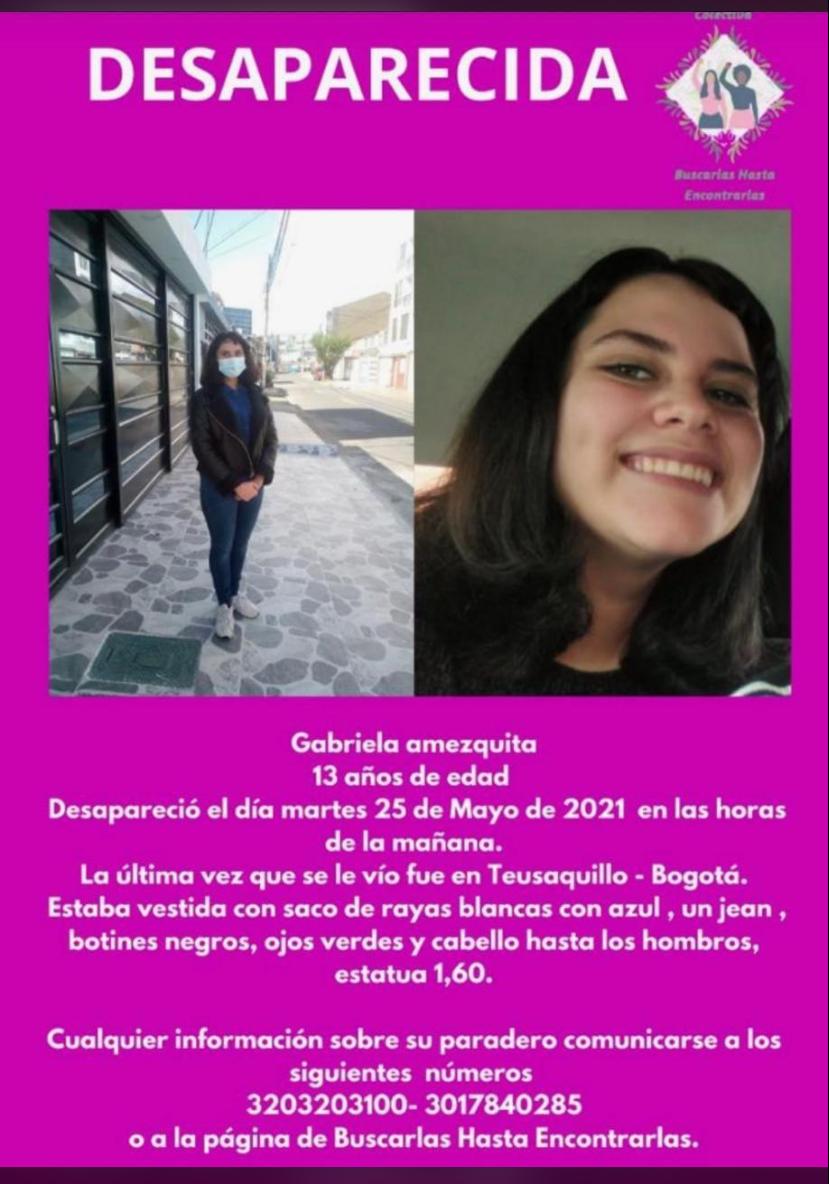 Colectiva
DESAPARECIDA
Buscarlas Hasta
Encontrarlas
Gabriela amezquita
13 años de edad
Desapareció el día martes 25 de Mayo de 2021 en las horas
de la mañana.
La última vez que se le vío fue en Teusaquillo - Bogotá.
Estaba vestida con saco de rayas blancas con azul , un jean ,
botines negros, ojos verdes y cabello hasta los hombros,
estatua 1,60.
Cualquier información sobre su paradero comunicarse a los
siguientes números
3203203100- 3017840285
o a la página de Buscarlas Hasta Encontrarlas.